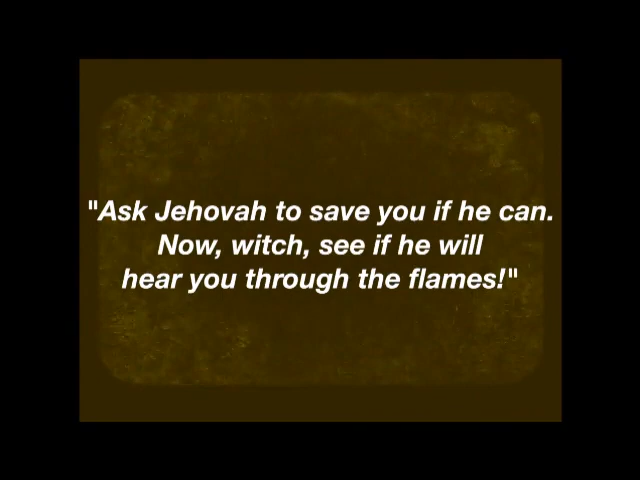 "Ask Jehovah to save you if he can.
Now, witch, see if he will
hear you through the flames!"